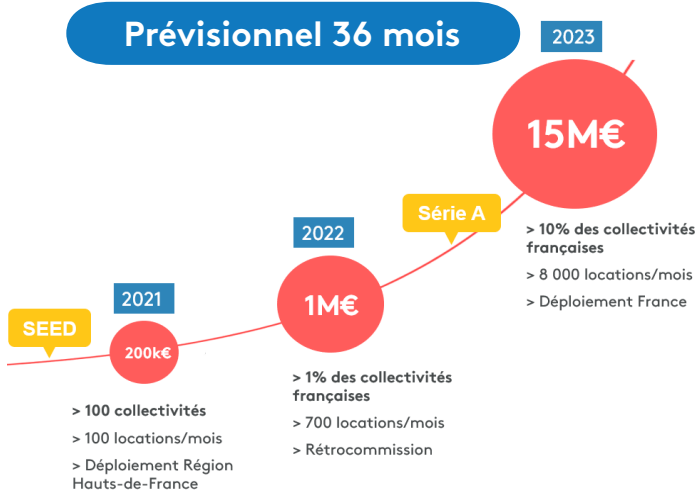 Prévisionnel 36 mois
2023
15M€
Série A
> 10% des collectivités
françaises
> 8 000 locations/mois
> Déploiement France
2022
1M€
> 1% des collectivités
françaises
> 700 locations/mois
> Rétrocommission
2021
SEED
200k€
> 100 collectivités
> 100 locations/mois
> Déploiement Région
Hauts-de-France